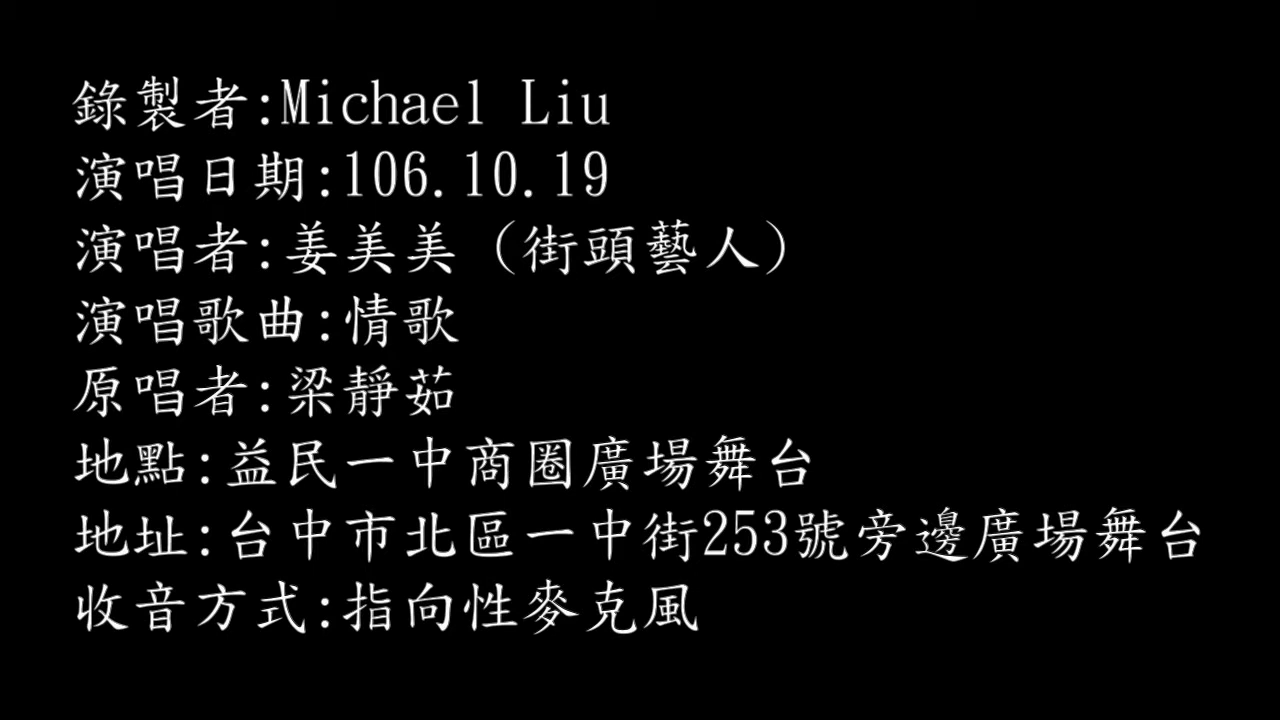 錄製者:Michael Liu
演唱日期:106.10.19
演唱者:姜美美 (街頭藝人)
演唱歌曲:情歌
原唱者:梁靜茹
地點:益民一中商圈廣場舞台
地址:台中市北區一中街253號旁邊廣場舞台
收音方式:指向性麥克風